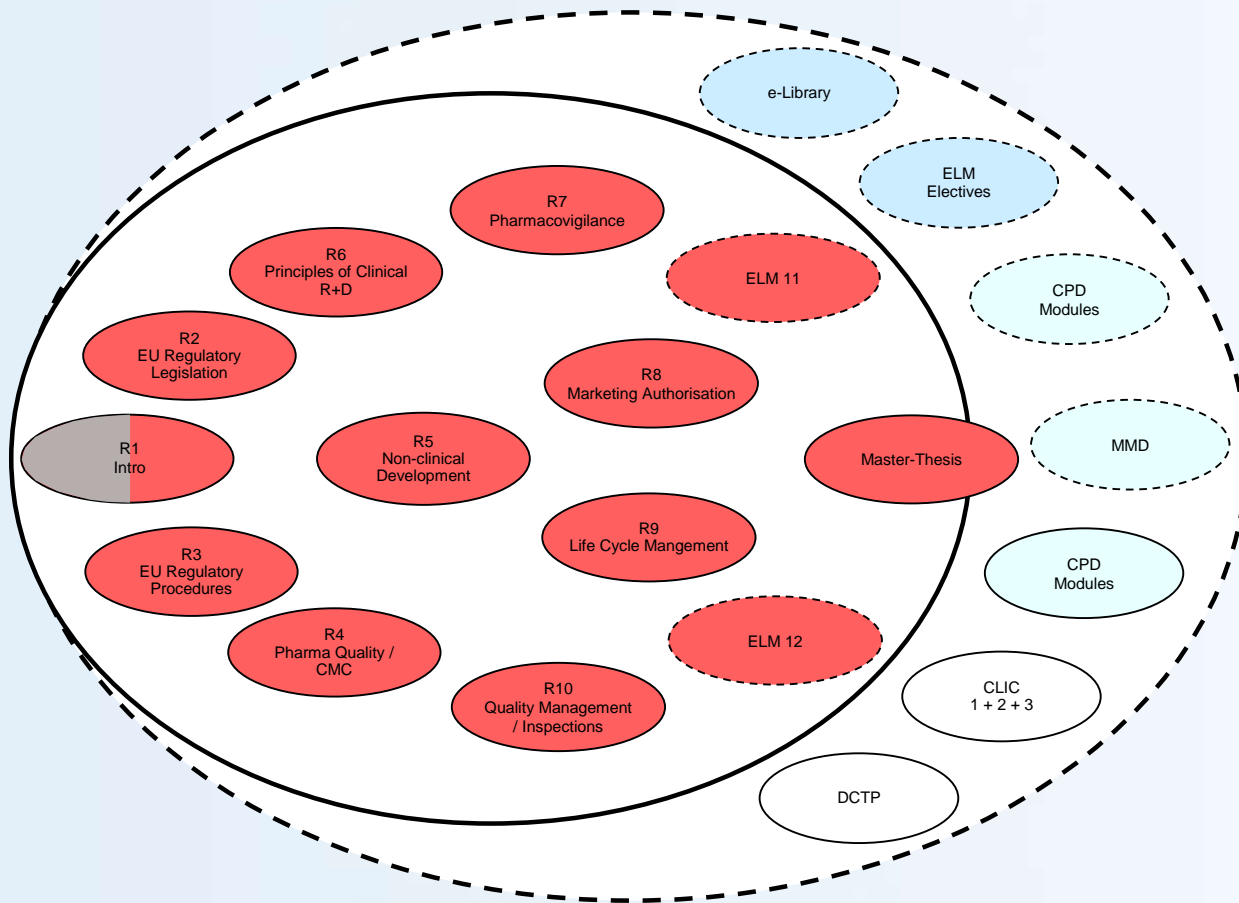 e-Library
ELM
Electives
R7
Pharmacovigilance
R6
Principles of Clinical
R+D
ELM 11
CPD
Modules
R2
EU Regulatory
Legislation
R8
Marketing Authorisation
R1
Intro
R5
Non-clinical
Development
Master-Thesis
MMD
R9
Life Cycle Mangement
R3
EU Regulatory
Procedures
CPD
Modules
R4
Pharma Quality /
CMC
ELM 12
R10
Quality Management
/ Inspections
CLIC
1 + 2 + 3
DCTP